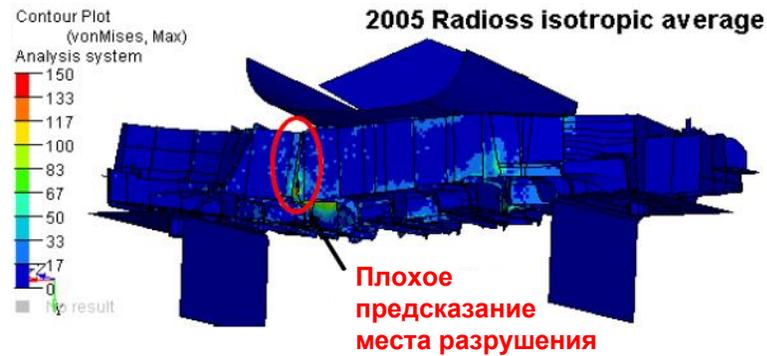 Contour Plot
2005 Radioss isotropic average
(vonMises, Max)
Analysis system
150
133
117
100
83
67
50
33
17
0
No result
Плохое
предсказание
места разрушения